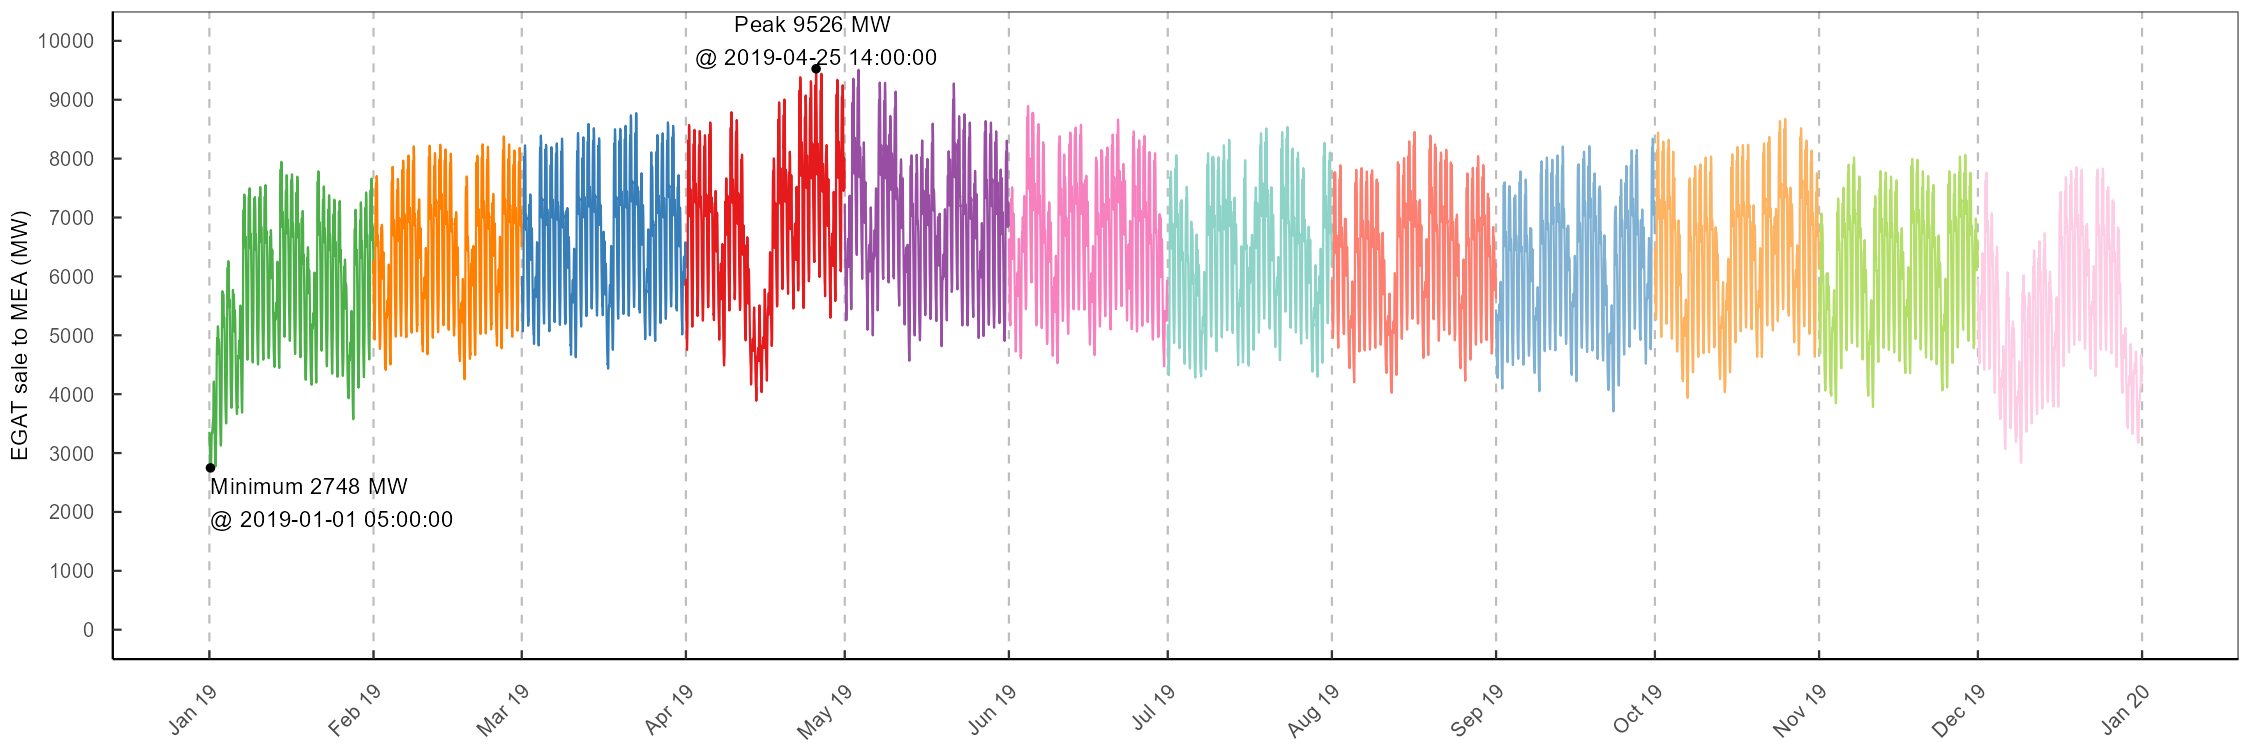 Peak 9526 MW
@ 2019-04-25 14:00:00
EGAT sale to MEA (MW)
10000
9000
8000
7000
6000
5000
4000
3000
2000
1000
0
Minimum 2748 MW
@ 2019-01-01 05:00:00
Jan 19
Feb 19
Mar 19
Apr 19
May 19
Jun 19
Jul 19
Aug 19
Sep 19
Oct 19
Nov 19
Dec 19
Jan 20